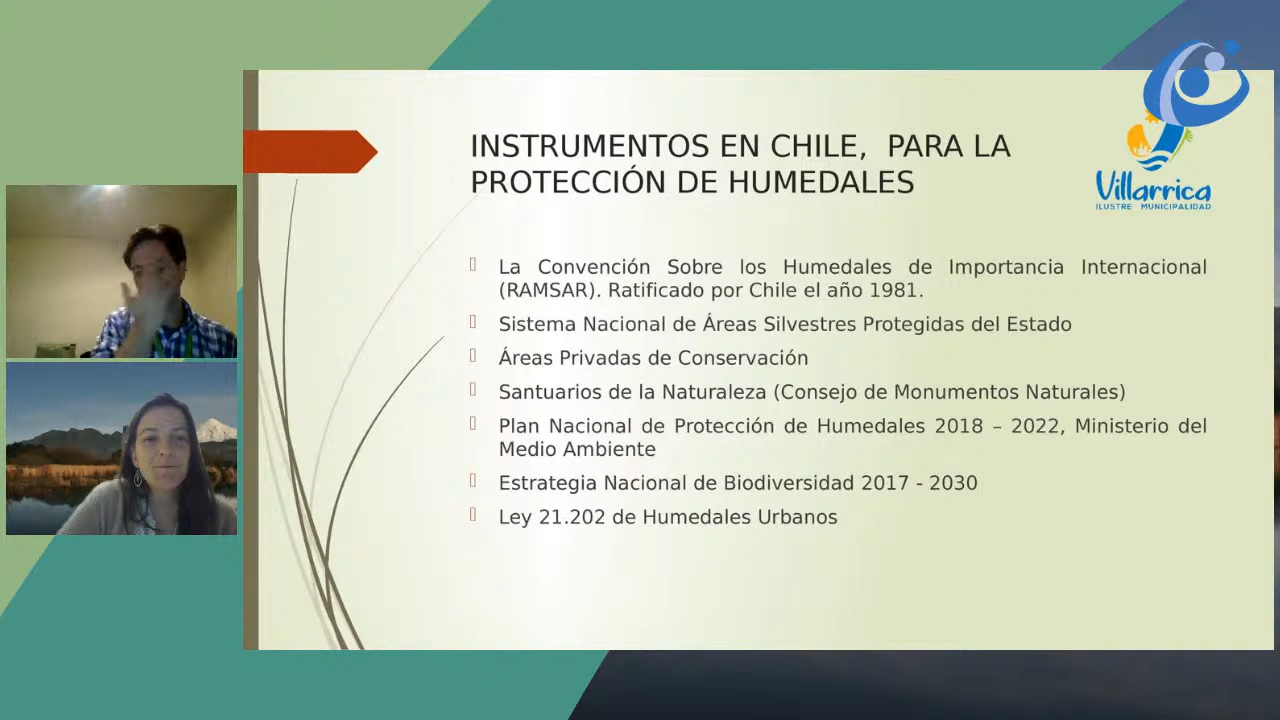 INSTRUMENTOS EN CHILE, PARA LA
PROTECCIÓN DE HUMEDALES
Villarrica
ILUSTRE MUNICIPALIDAD
La Convención Sobre los Humedales de Importancia Internacional
(RAMSAR). Ratificado por Chile el año 1981.
Sistema Nacional de Áreas Silvestres Protegidas del Estado
Áreas Privadas de Conservación
Santuarios de la Naturaleza (Consejo de Monumentos Naturales)
Plan Nacional de Protección de Humedales 2018 – 2022, Ministerio del
Medio Ambiente
Estrategia Nacional de Biodiversidad 2017 - 2030
Ley 21.202 de Humedales Urbanos